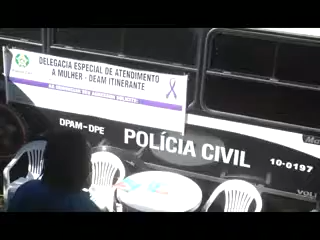 DELEGACIA ESPECIAL DE ATENDIMENTO
A MULHER - DEAM ITINERANTE
DPAM-DPE
POLÍCIA CIVIL
10-0197